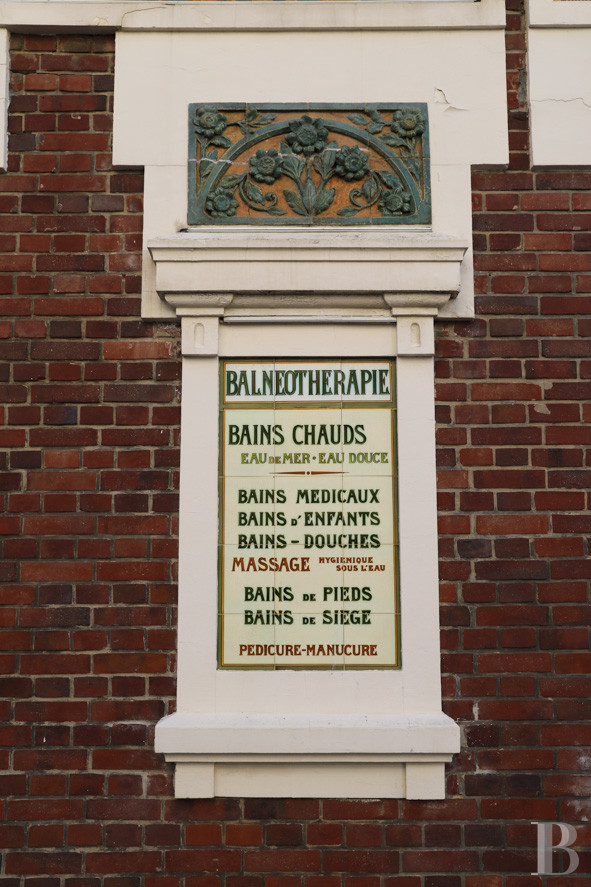 BALNEOTHERAPIE
BAINS CHAUDS
EAU DE MER · EAU DOUCE
BAINS MEDICAUX
BAINS D'ENFANTS
BAINS - DOUCHES
MASSAGE HYGIENIQUE SOUS L'EAU
BAINS DE PIEDS
BAINS DE SIEGE
PEDICURE-MANUCURE
B